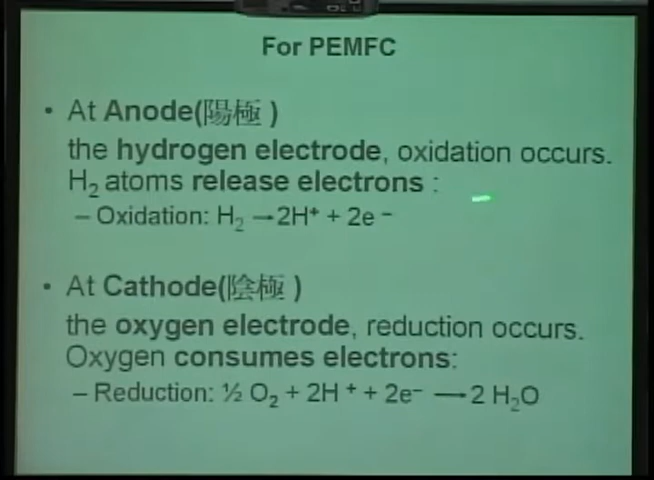 For PEMFC
• At Anode(陽極 )
the hydrogen electrode, oxidation occurs.
H₂ atoms release electrons :
– Oxidation: H₂ →2H⁺ + 2e ⁻
• At Cathode(陰極 )
the oxygen electrode, reduction occurs.
Oxygen consumes electrons:
– Reduction: ½ O₂ + 2H ⁺ + 2e⁻ → 2 H₂O